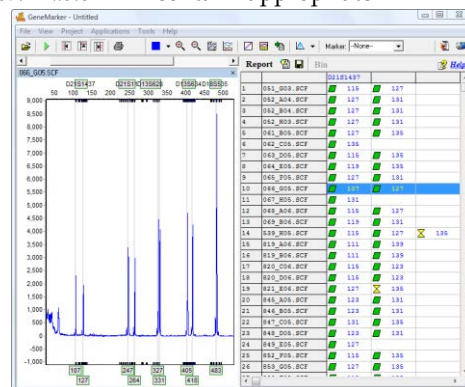 GeneMarker - Untitled
File View Project Applications Tools Help
Marker: -None-
Report Bin Help
066_G05.SCF
D21S1437
50 100 150 200 250 300 350 400 450 500
9,000
8,500
8,000
7,500
7,000
6,500
6,000
5,500
5,000
4,500
4,000
3,500
3,000
2,500
2,000
1,500
1,000
500
0
-500
-1,000
107 247 327 405 483
127 264 331 418
D21S1437
1 051_G03.SCF 115 127
2 052_A04.SCF 127 131
3 052_B04.SCF 127 131
4 052_H03.SCF 127 131
5 061_B05.SCF 127 135
6 062_C05.SCF 135
7 063_D05.SCF 115 135
8 064_E05.SCF 119 135
9 065_F05.SCF 127 131
10 066_G05.SCF 107 127
11 067_H05.SCF 131
12 068_A06.SCF 115 127
13 069_B06.SCF 119 131
14 539_H05.SCF 115 127 135
15 819_A06.SCF 111 139
16 819_B06.SCF 111 139
17 820_C06.SCF 115 123
18 820_D06.SCF 115 123
19 821_E06.SCF 127 135
20 845_A05.SCF 123 131
21 846_B05.SCF 123 131
22 847_C05.SCF 131 135
23 848_D05.SCF 123 131
24 849_E05.SCF 127
25 852_F05.SCF 115 135
26 853_G05.SCF 127 135